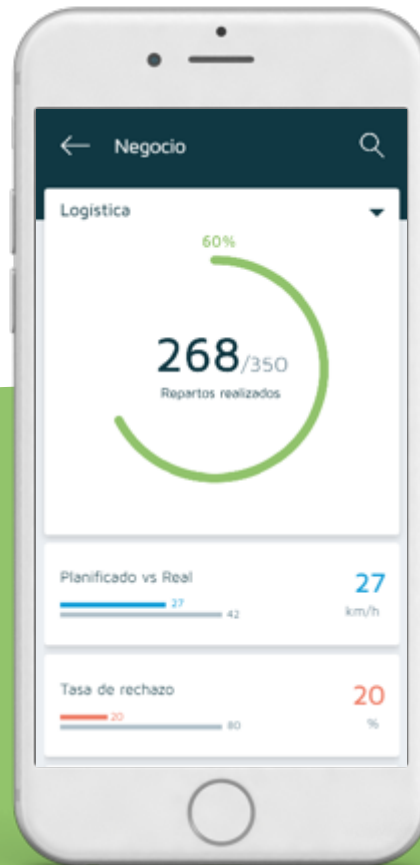 Negocio
Logística
60%
268/350
Repartos realizados
Planificado vs Real
27
42
27
km/h
Tasa de rechazo
20
80
20
%